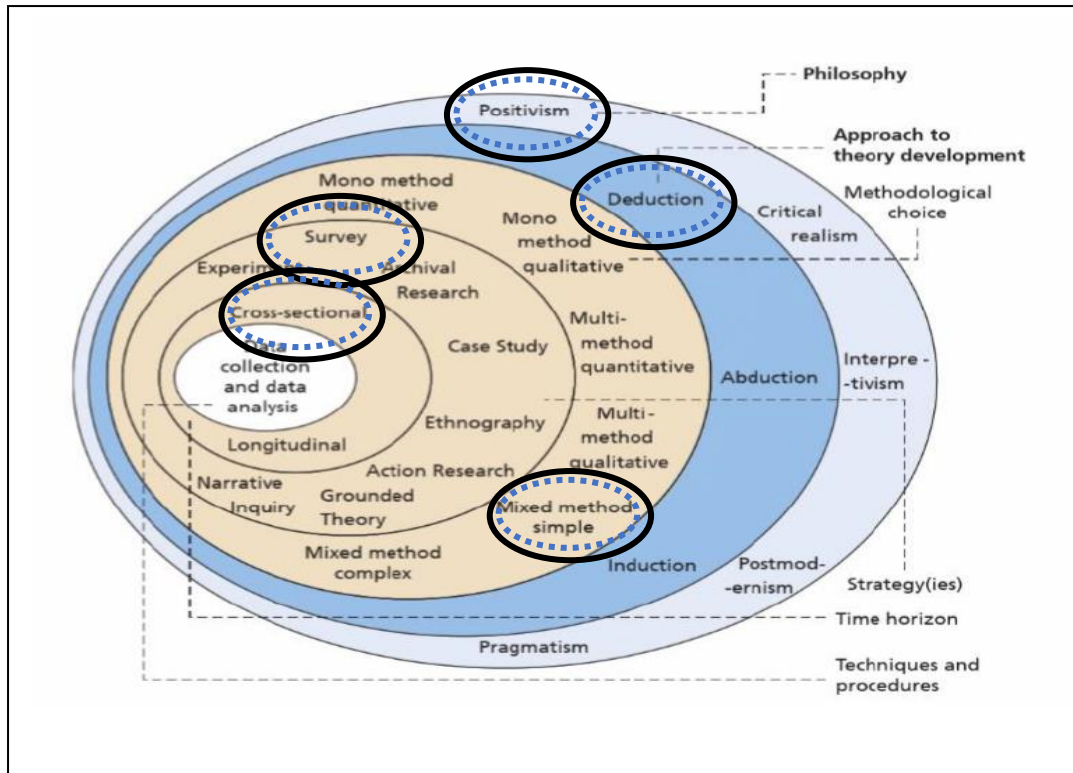 Philosophy
Positivism
Approach to
theory development
Mono method
quantitative
Deduction
Methodological
choice
Mono
method
qualitative
Critical
realism
Survey
Archival
Research
Cross-sectional
Data
collection
and data
analysis
Case Study
Multi-
method
quantitative
Abduction
Interpre -
-tivism
Ethnography
Multi-
method
qualitative
Longitudinal
Action Research
Narrative
Inquiry
Grounded
Theory
Mixed method
simple
Mixed method
complex
Induction
Postmod-
-ernism
Strategy(ies)
Time horizon
Pragmatism
Techniques and
procedures